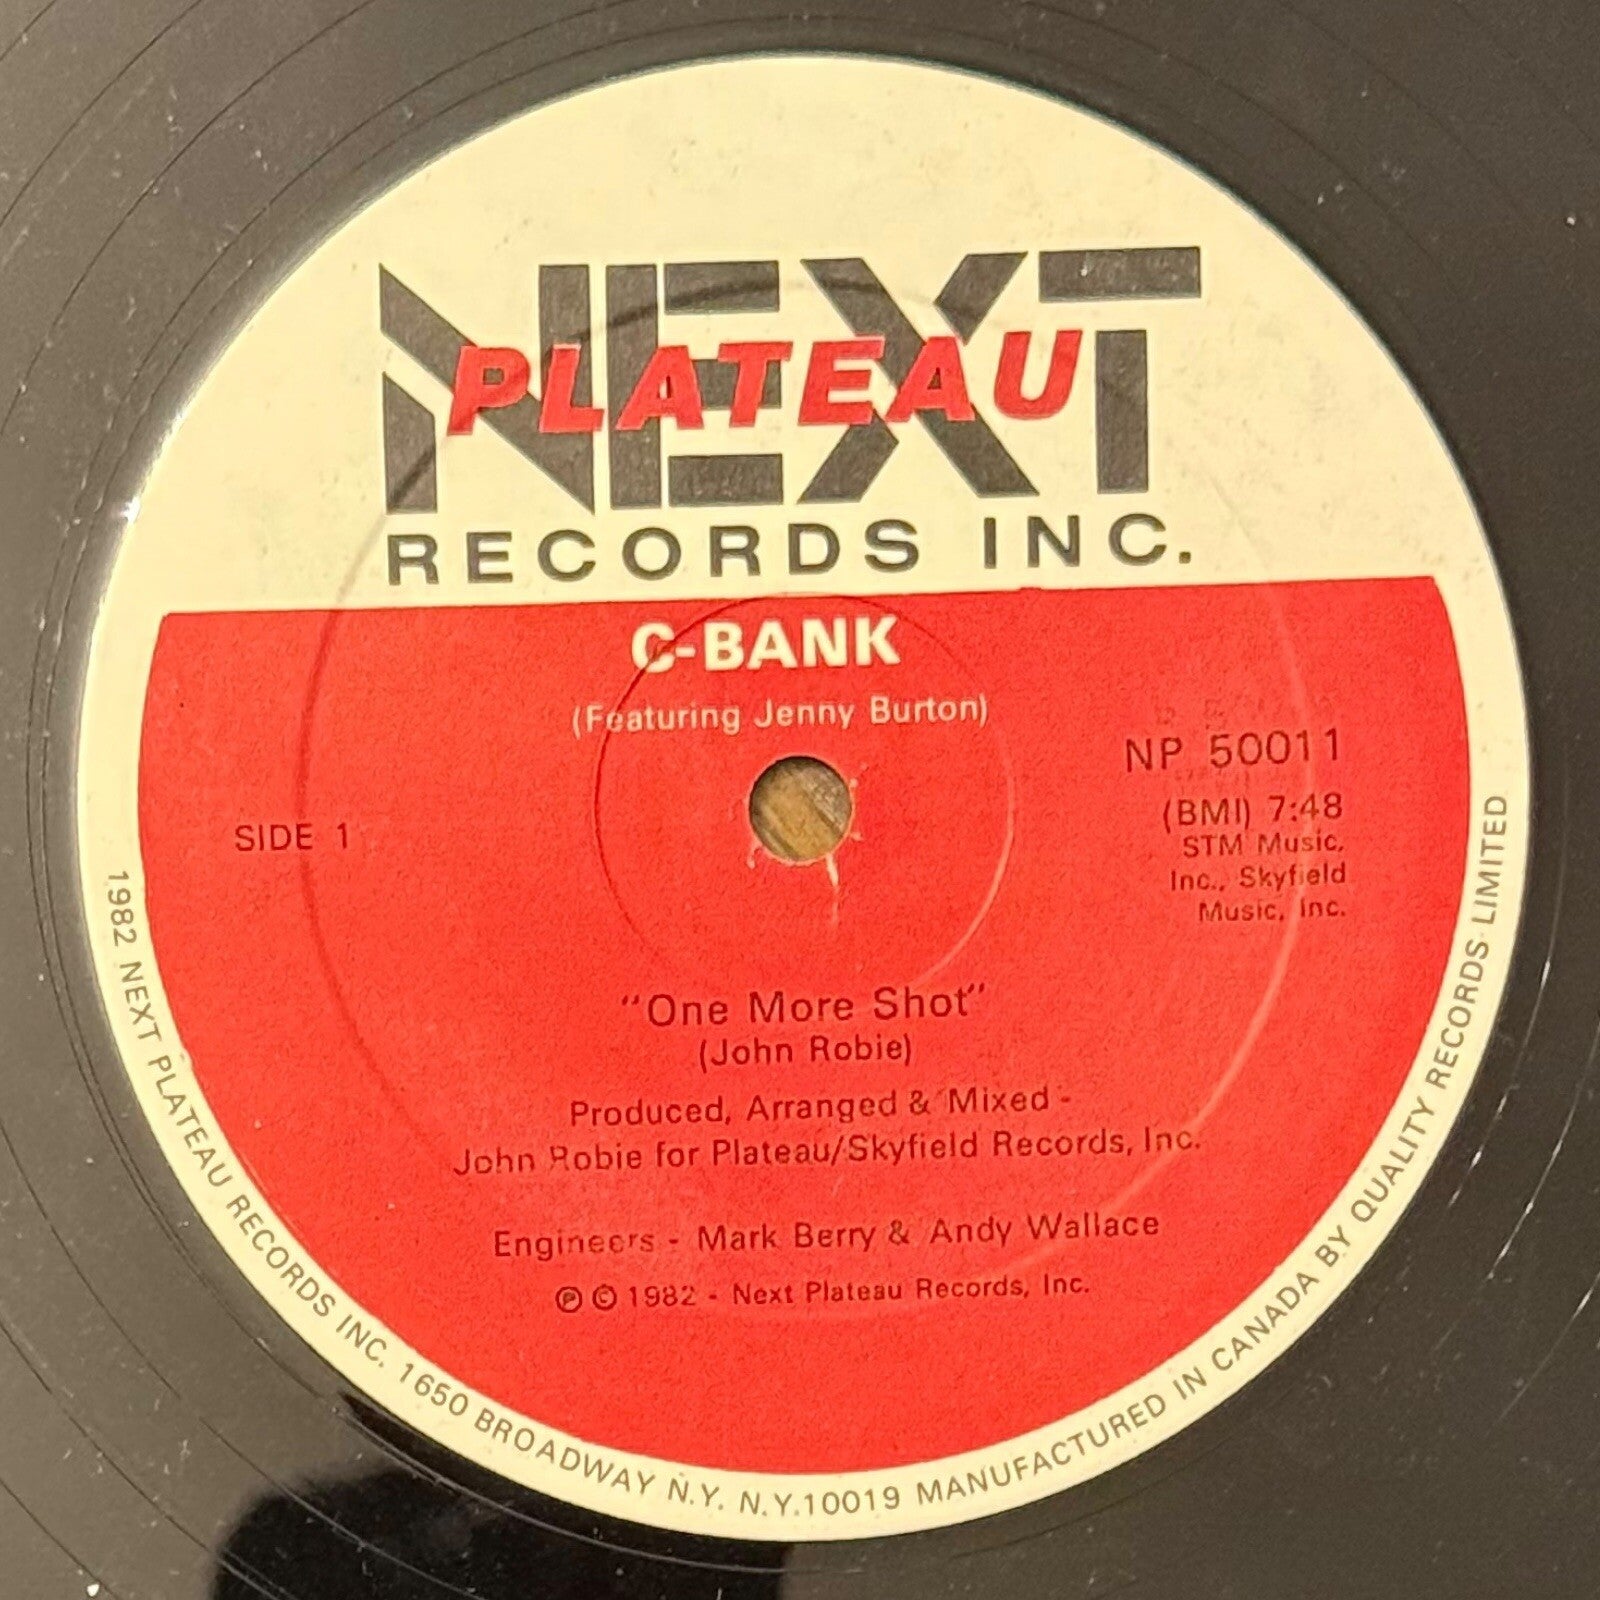 NEXT
PLATEAU
RECORDS INC.
C-BANK
(Featuring Jenny Burton)
SIDE 1
NP 50011
(BMI) 7:48
STM Music,
Inc., Skyfield
Music, Inc.
"One More Shot"
(John Robie)
Produced, Arranged & Mixed -
John Robie for Plateau/Skyfield Records, Inc.
Engineers - Mark Berry & Andy Wallace
℗ © 1982 - Next Plateau Records, Inc.
1982 NEXT PLATEAU RECORDS INC. 1650 BROADWAY N.Y. N.Y.10019 MANUFACTURED IN CANADA BY QUALITY RECORDS LIMITED